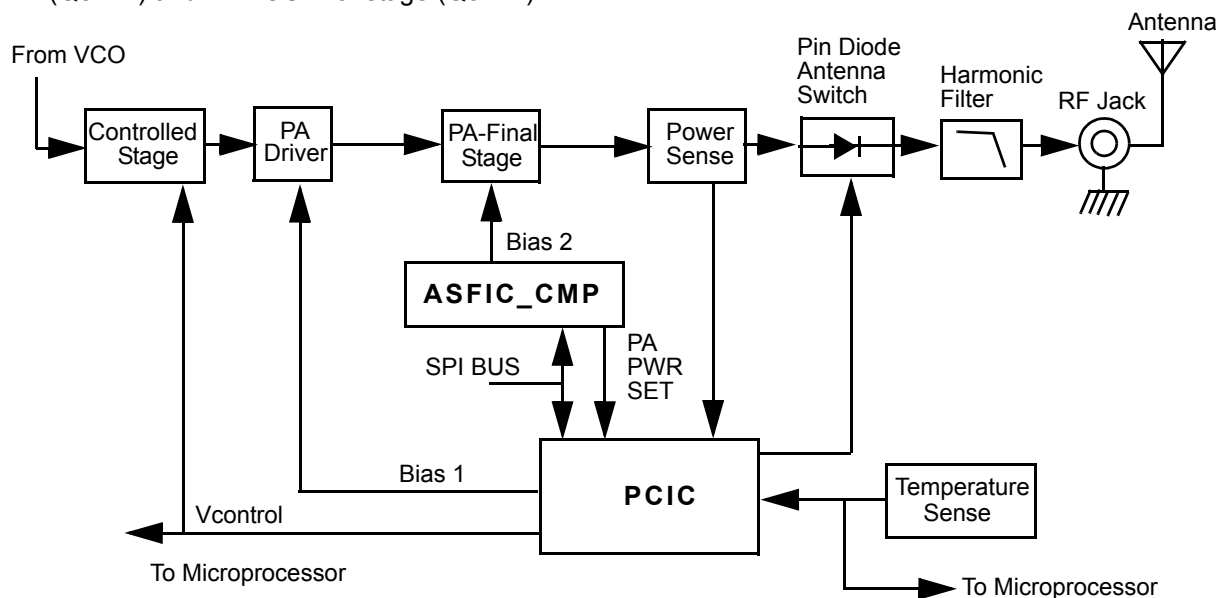 Antenna
From VCO
Pin Diode
Antenna
Switch
Harmonic
Filter
RF Jack
Controlled
Stage
PA
Driver
PA-Final
Stage
Power
Sense
Bias 2
ASFIC_CMP
SPI BUS
PA
PWR
SET
Bias 1
PCIC
Temperature
Sense
Vcontrol
To Microprocessor
To Microprocessor